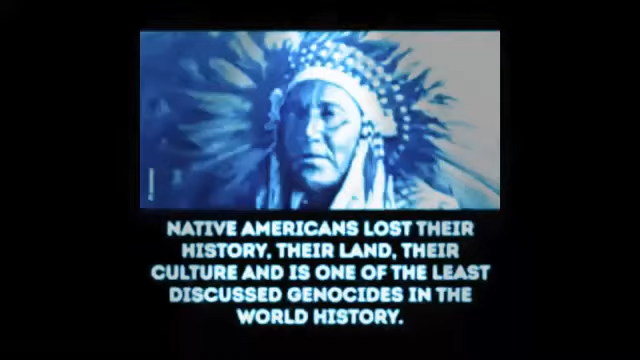 NATIVE AMERICANS LOST THEIR
HISTORY, THEIR LAND, THEIR
CULTURE AND IS ONE OF THE LEAST
DISCUSSED GENOCIDES IN THE
WORLD HISTORY.